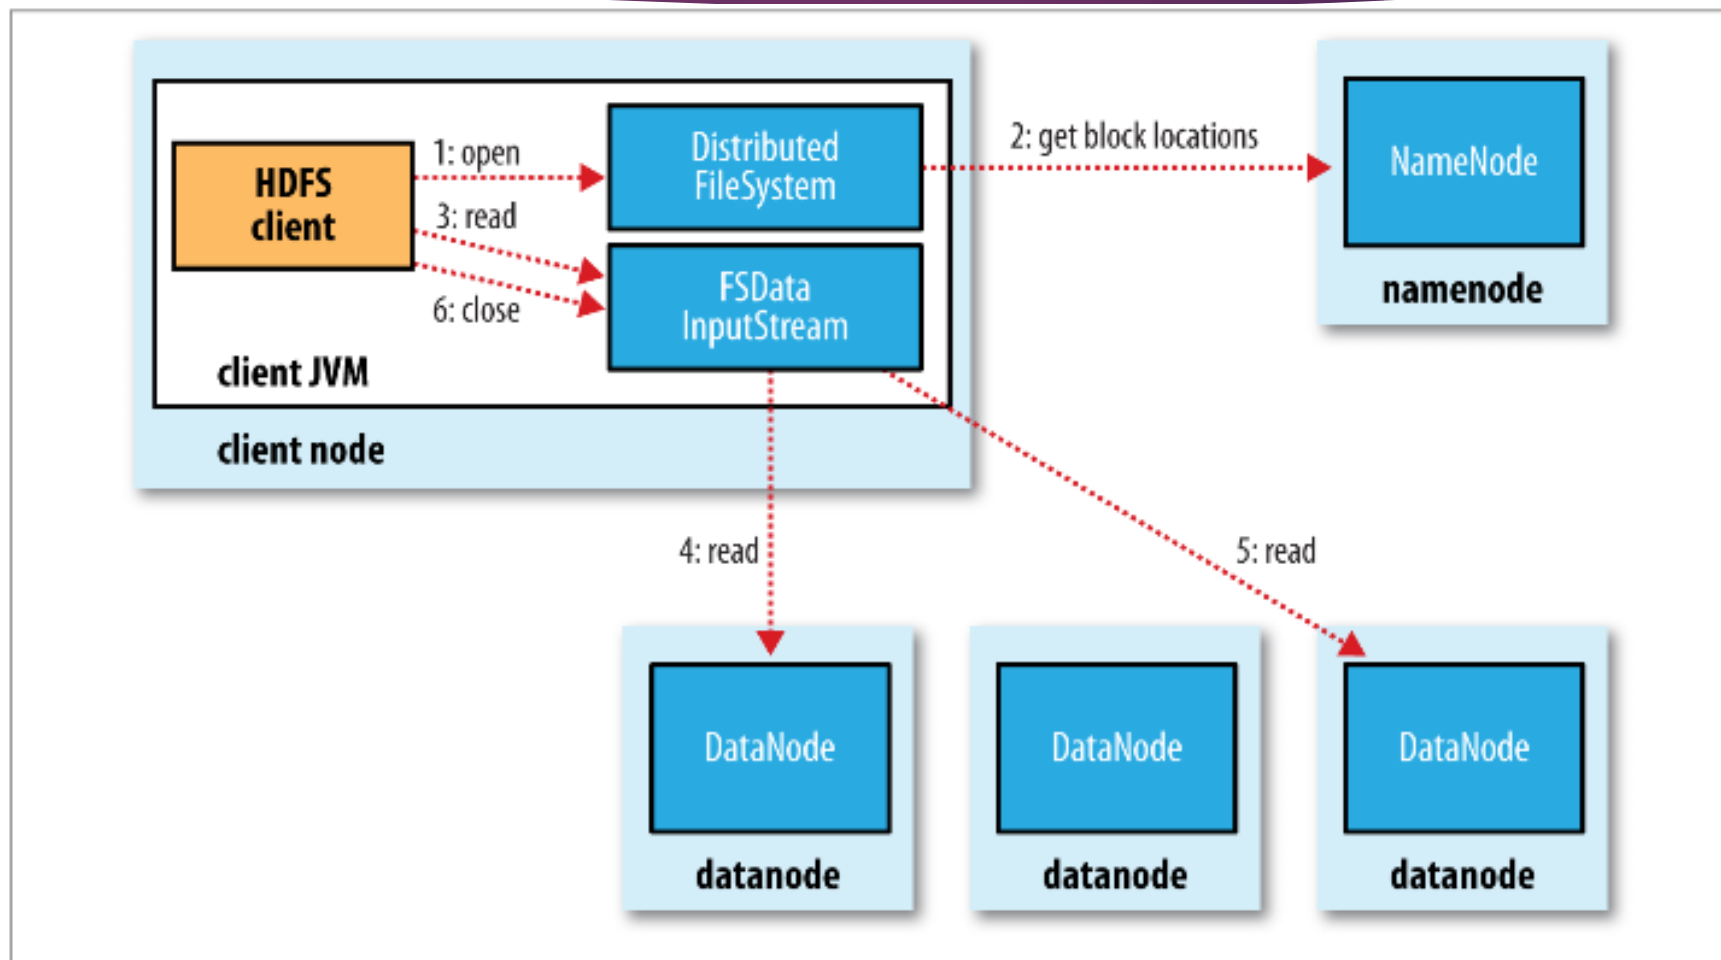 HDFS
client
1: open
3: read
6: close
Distributed
FileSystem
FSData
InputStream
client JVM
client node
2: get block locations
NameNode
namenode
4: read
5: read
DataNode
datanode
DataNode
datanode
DataNode
datanode